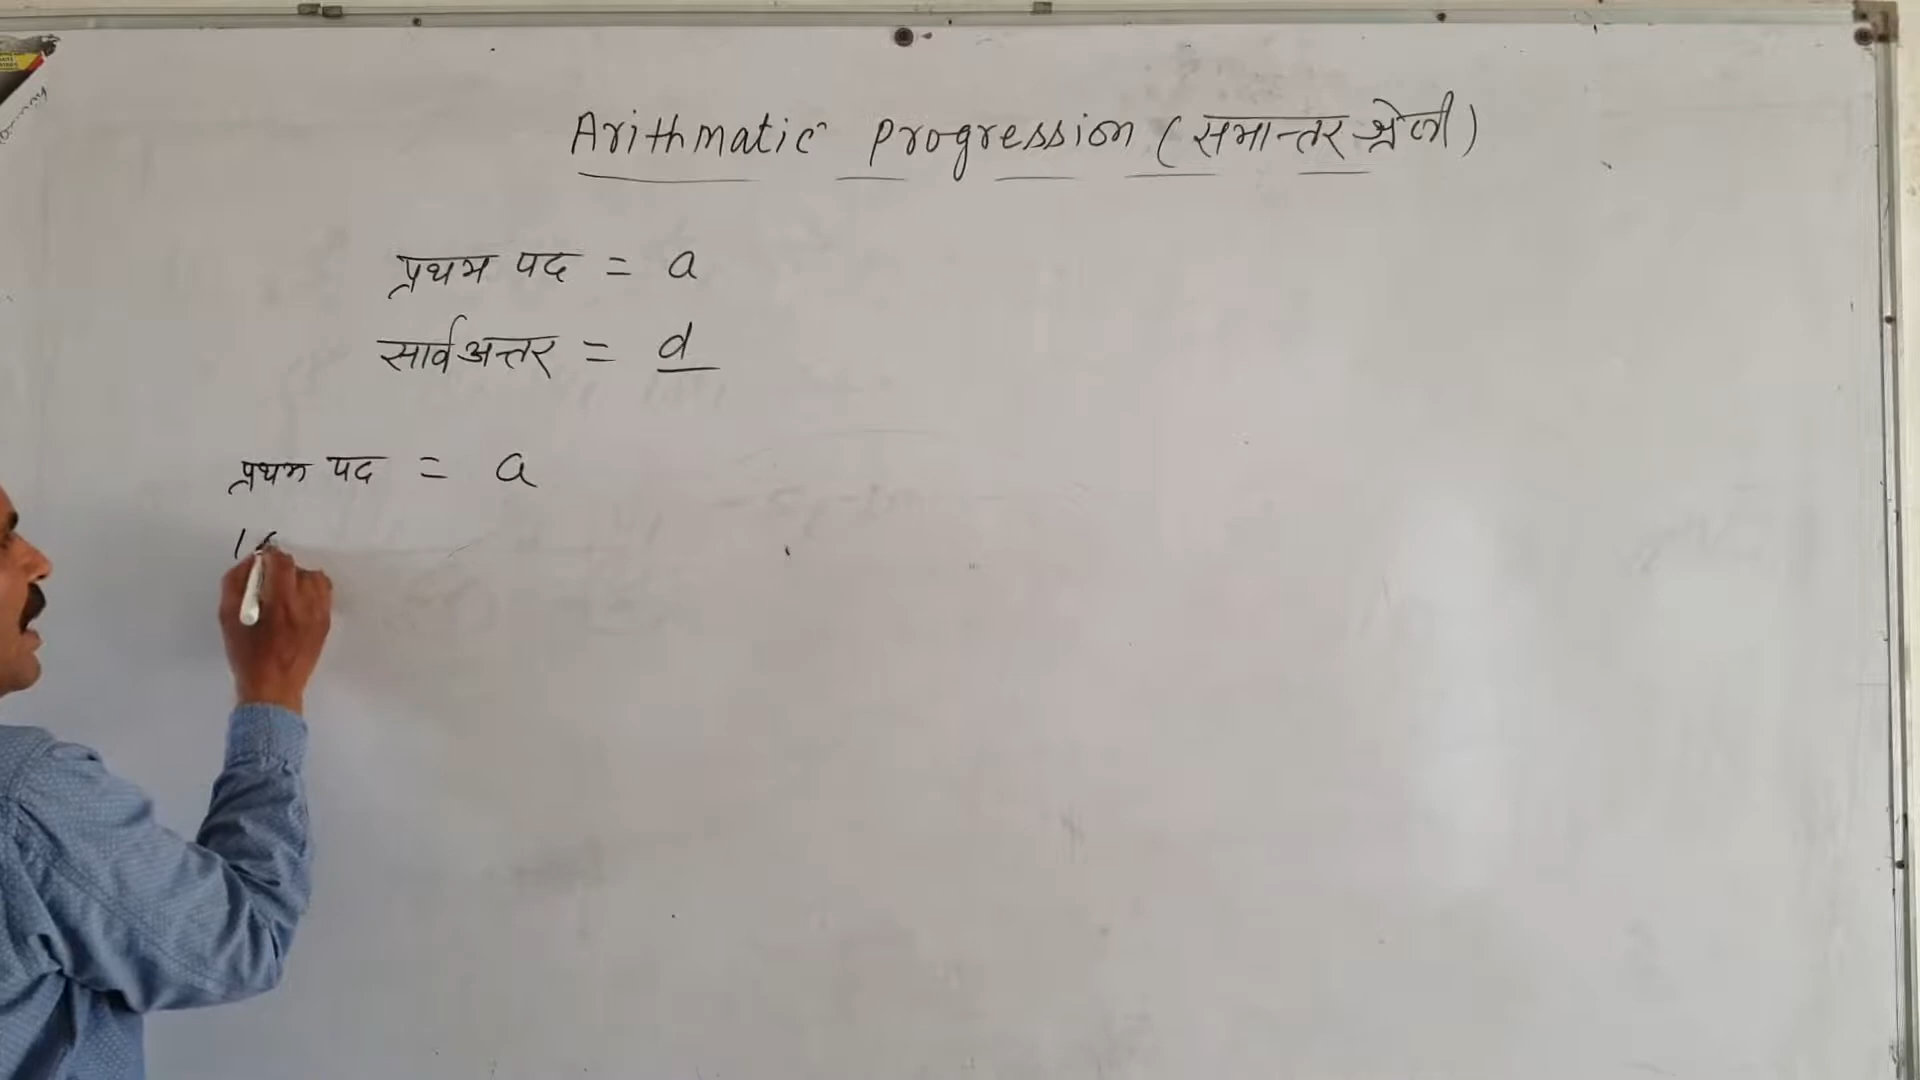 Arithmatic Progression (समान्तर श्रेणी)
प्रथम पद = a
सार्वअन्तर = d
प्रथम पद = a